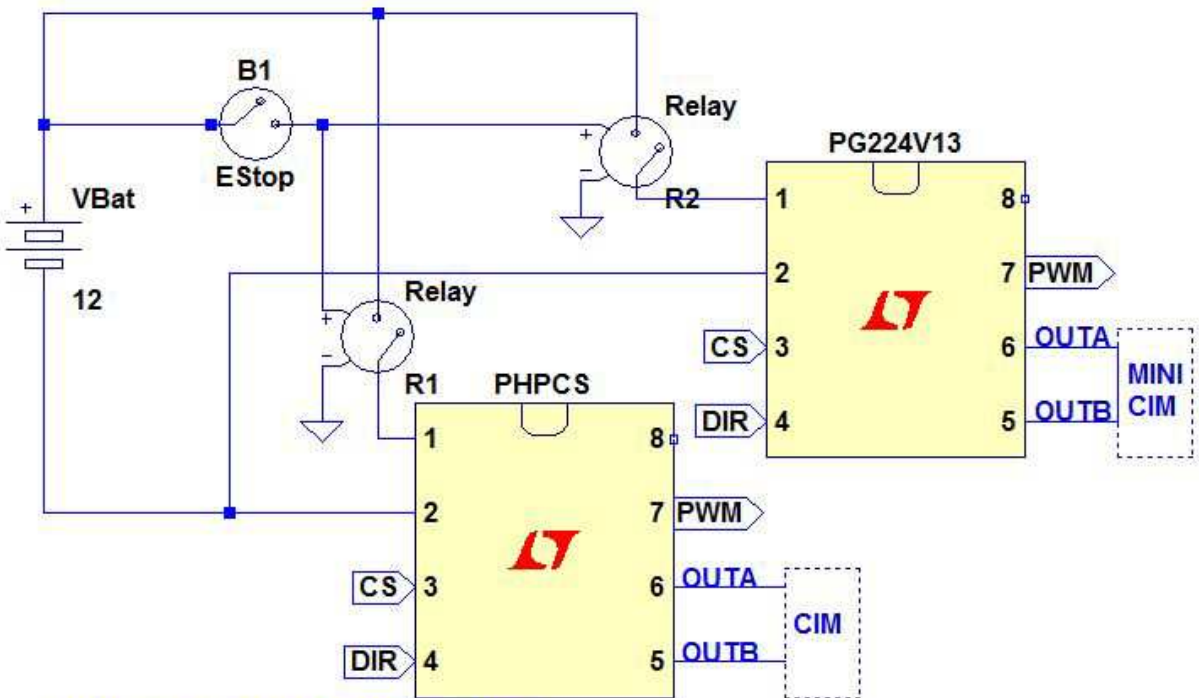 B1
EStop
VBat
+
12
Relay
+
-
R2
Relay
+
-
R1
PG224V13
1
2
CS 3
DIR 4
8
7 PWM
6 OUTA
5 OUTB
MINI
CIM
PHPCS
1
2
CS 3
DIR 4
8
7 PWM
6 OUTA
5 OUTB
CIM